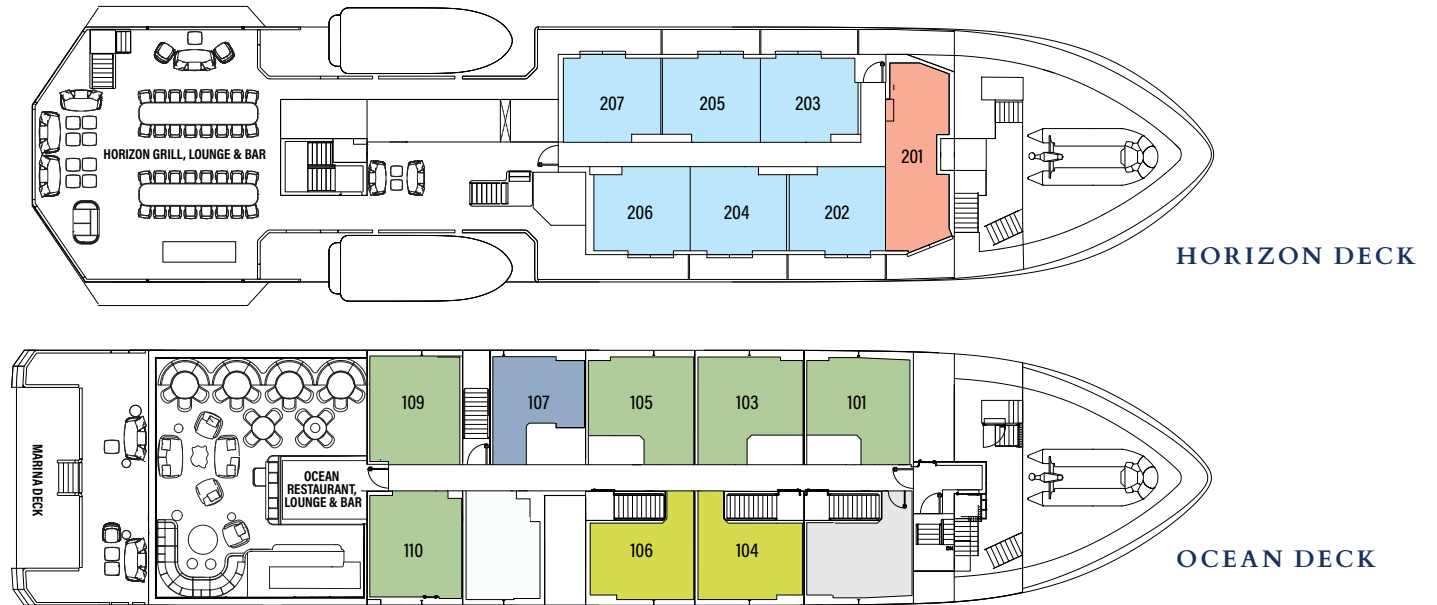 207
205
203
HORIZON GRILL, LOUNGE & BAR
201
206
204
202
HORIZON DECK
109
107
105
103
101
MARINA DECK
OCEAN
RESTAURANT,
LOUNGE & BAR
110
106
104
DN
OCEAN DECK